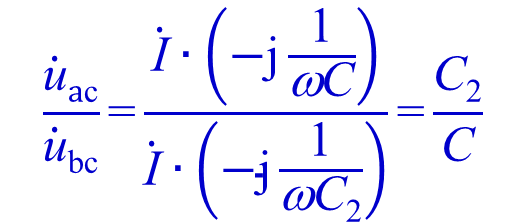 u̇ac / u̇bc = İ · (−j 1/ωC) / İ · (−j 1/ωC₂) = C₂ / C